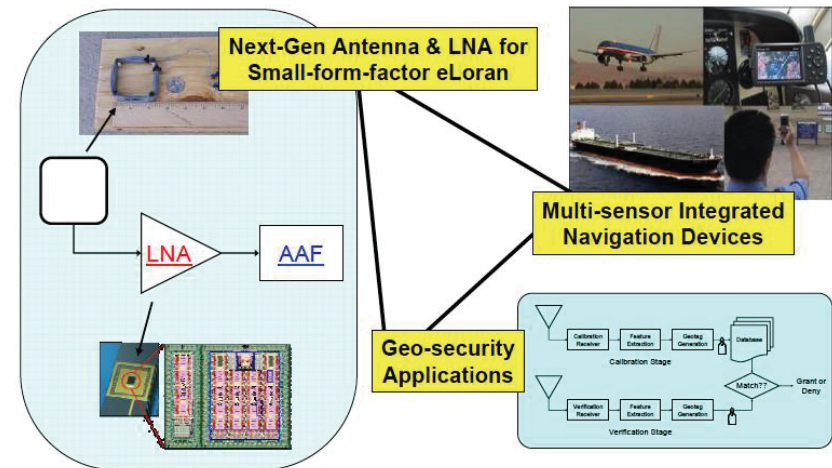 Next-Gen Antenna & LNA for
Small-form-factor eLoran
LNA
AAF
Multi-sensor Integrated
Navigation Devices
Geo-security
Applications
Calibration
Receiver
Feature
Extraction
Geotag
Generation
Database
Calibration Stage
Match??
Grant or
Deny
Verification
Receiver
Feature
Extraction
Geotag
Generation
Verification Stage